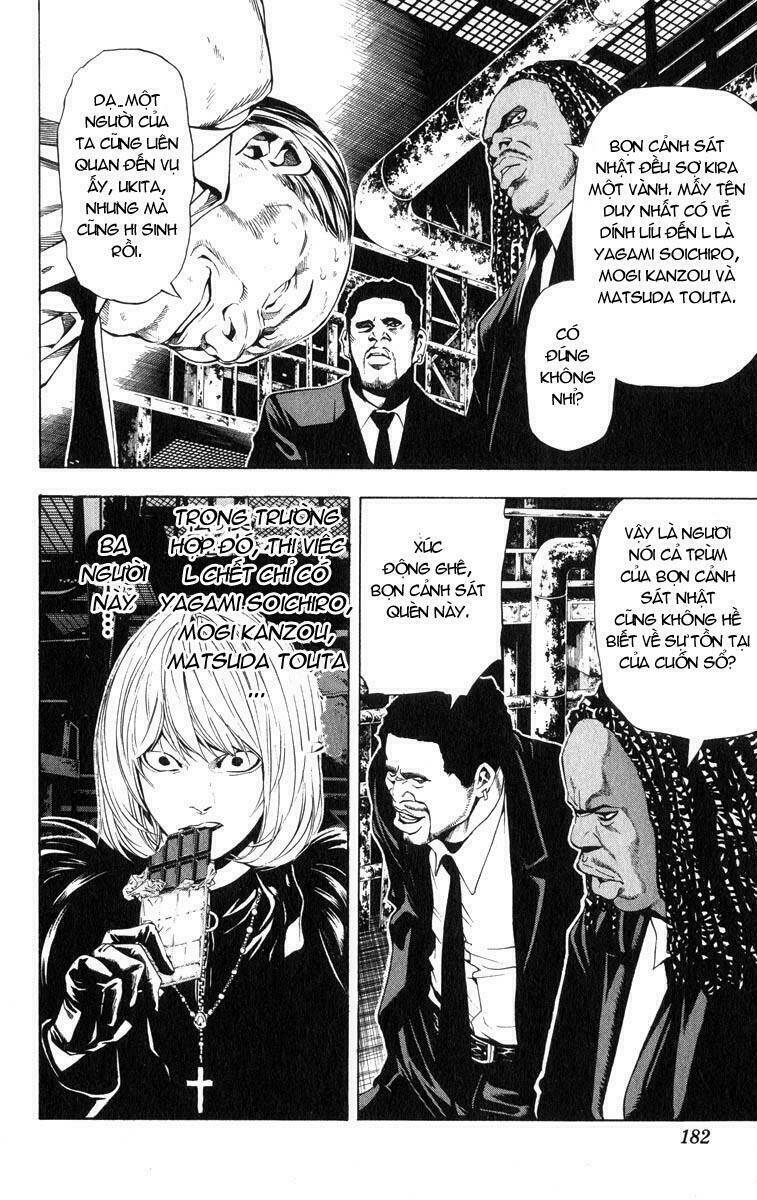 BỌN CẢNH SÁT
NHẬT ĐỀU SỢ KIRA
MỘT VÀNH. MẤY TÊN
DUY NHẤT CÓ VẺ
DÍNH LÍU ĐẾN L LÀ
YAGAMI SOICHIRO,
MOGI KANZOU VÀ
MATSUDA TOUTA.
CÓ
ĐÚNG
KHÔNG
NHỈ?
DẠ_MỘT
NGƯỜI CỦA
TA CŨNG LIÊN
QUAN ĐẾN VỤ
ẤY, UKITA,
NHƯNG MÀ
CŨNG HI SINH
RỒI.
VẬY LÀ NGƯƠI
NÓI CẢ TRÙM
CỦA BỌN CẢNH
SÁT NHẬT
CŨNG KHÔNG HỀ
BIẾT VỀ SỰ TỒN TẠI
CỦA CUỐN SỔ?
XÚC
ĐỘNG GHÊ,
BỌN CẢNH SÁT
QUÈN NÀY.
TRONG TRƯỜNG
HỢP ĐÓ, THÌ VIỆC
L CHẾT CHỈ CÓ
YAGAMI SOICHIRO,
MOGI KANZOU,
MATSUDA TOUTA
...
BA
NGƯỜI
NÀY
...
182